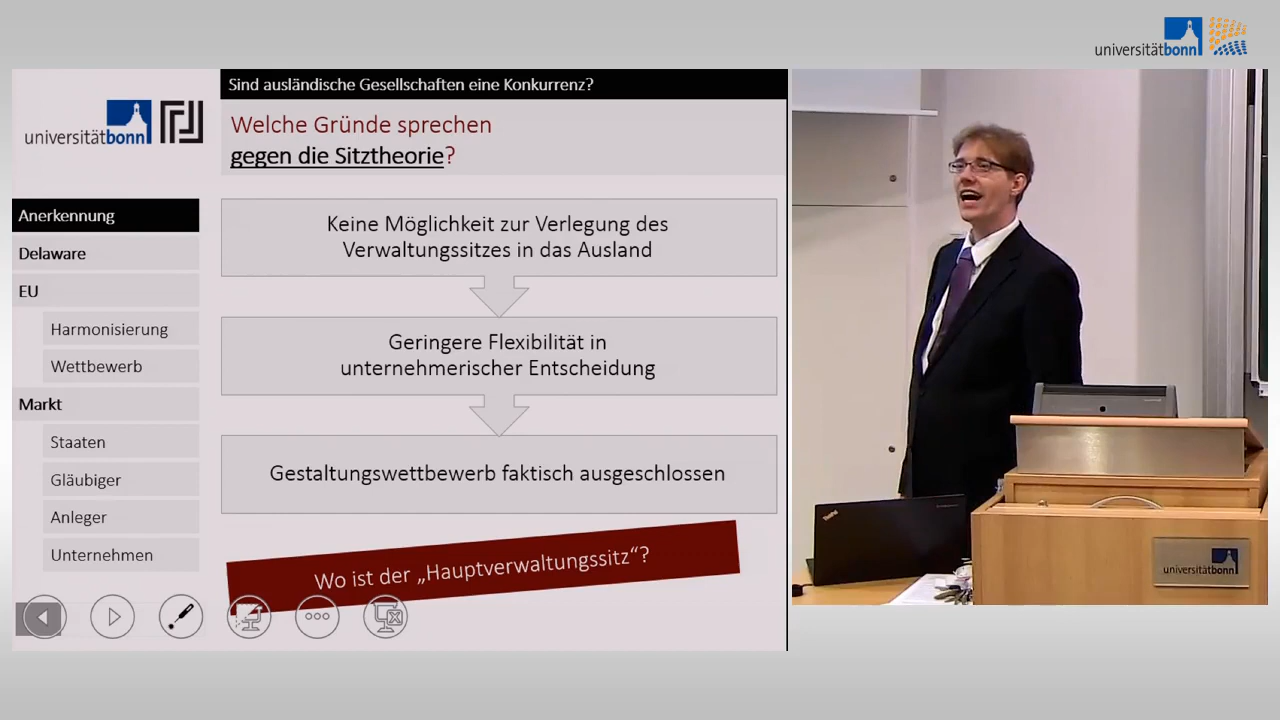 universitätbonn
Sind ausländische Gesellschaften eine Konkurrenz?
universitätbonn
Welche Gründe sprechen
gegen die Sitztheorie?
Anerkennung
Delaware
EU
Harmonisierung
Wettbewerb
Markt
Staaten
Gläubiger
Anleger
Unternehmen
Keine Möglichkeit zur Verlegung des
Verwaltungssitzes in das Ausland
Geringere Flexibilität in
unternehmerischer Entscheidung
Gestaltungswettbewerb faktisch ausgeschlossen
Wo ist der „Hauptverwaltungssitz“?
ThinkPad
universitätbonn